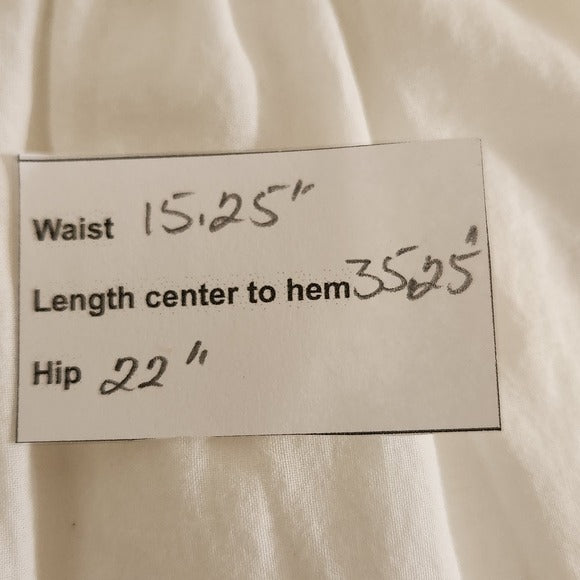 Waist 15.25"
Length center to hem 35.25"
Hip 22"